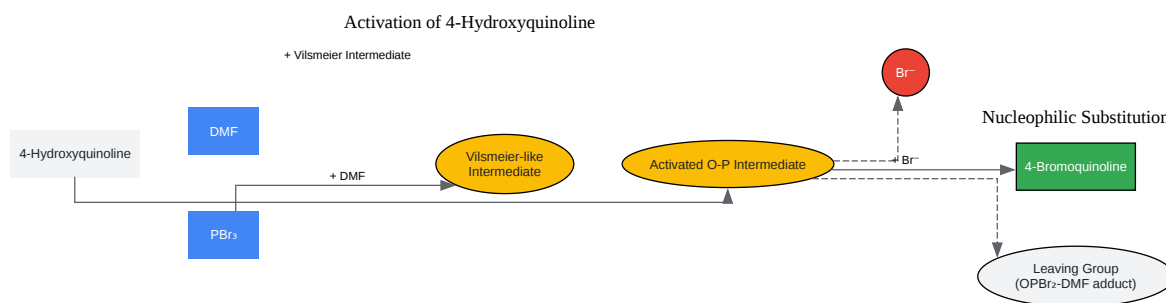 Activation of 4-Hydroxyquinoline
+ Vilsmeier Intermediate
Br⁻
DMF
Nucleophilic Substitution
4-Hydroxyquinoline
Vilsmeier-like
Intermediate
Activated O-P Intermediate
+ Br⁻
4-Bromoquinoline
+ DMF
PBr₃
Leaving Group
(OPBr₂-DMF adduct)